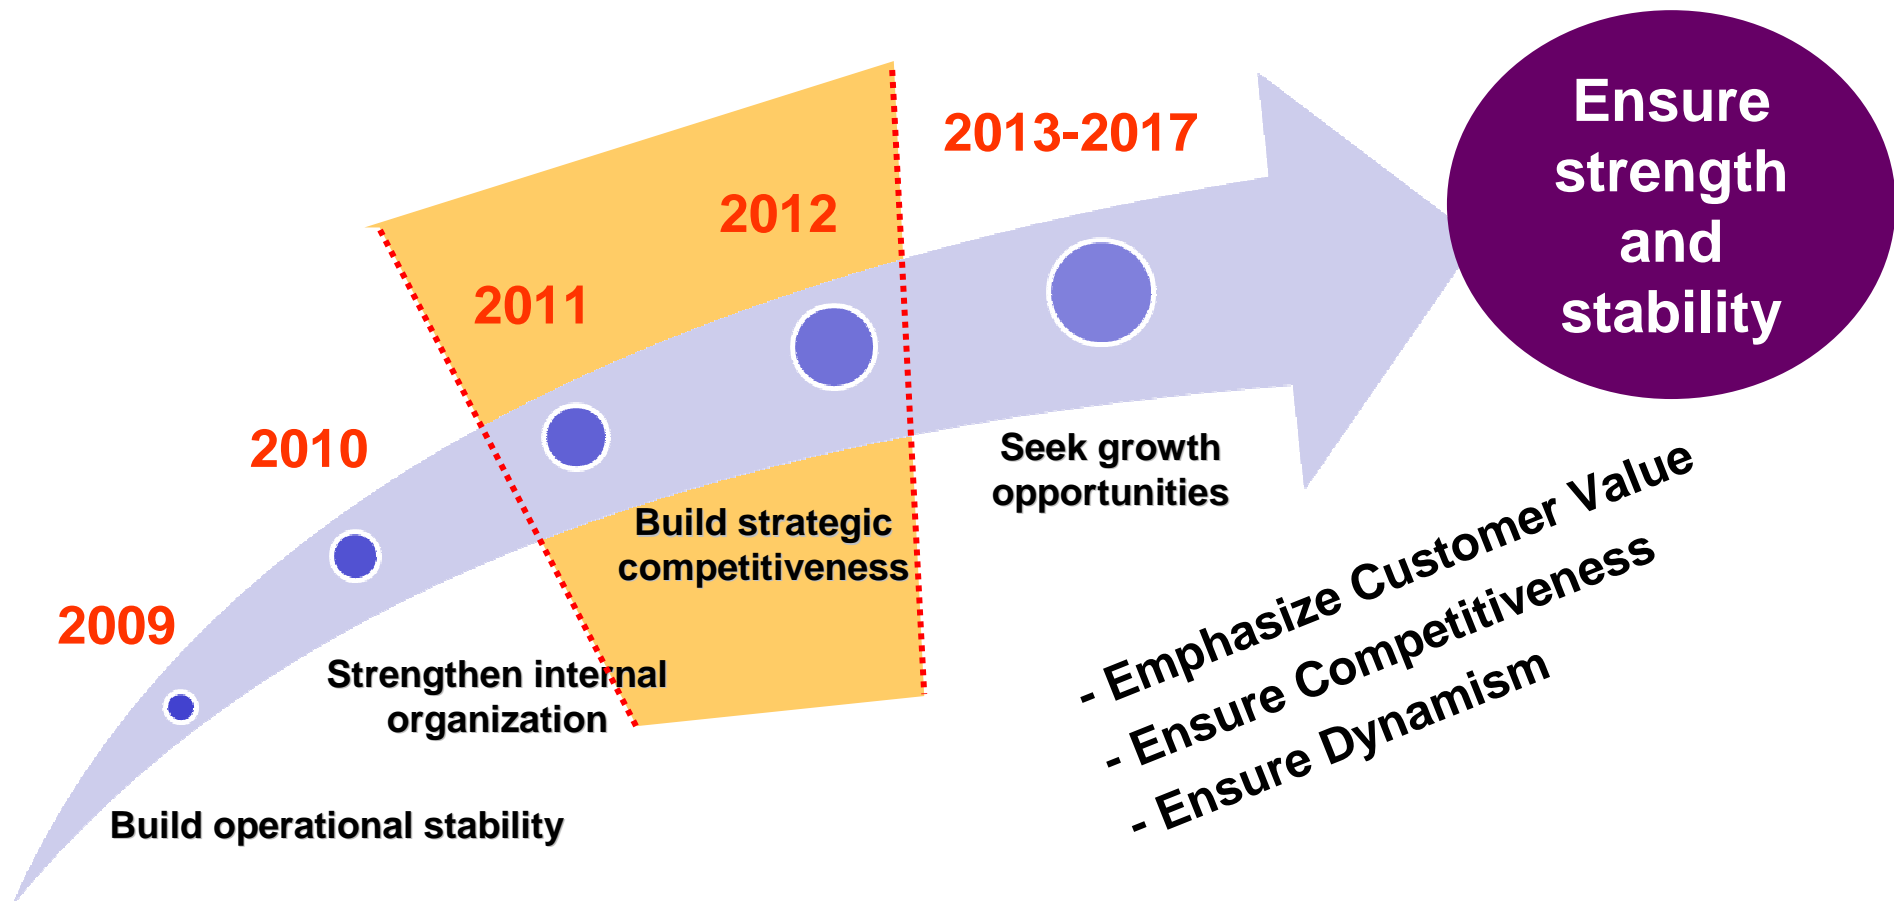 Ensure
strength
and
stability
2013-2017
2012
2011
2010
2009
Seek growth
opportunities
Build strategic
competitiveness
Strengthen internal
organization
Build operational stability
- Emphasize Customer Value
- Ensure Competitiveness
- Ensure Dynamism